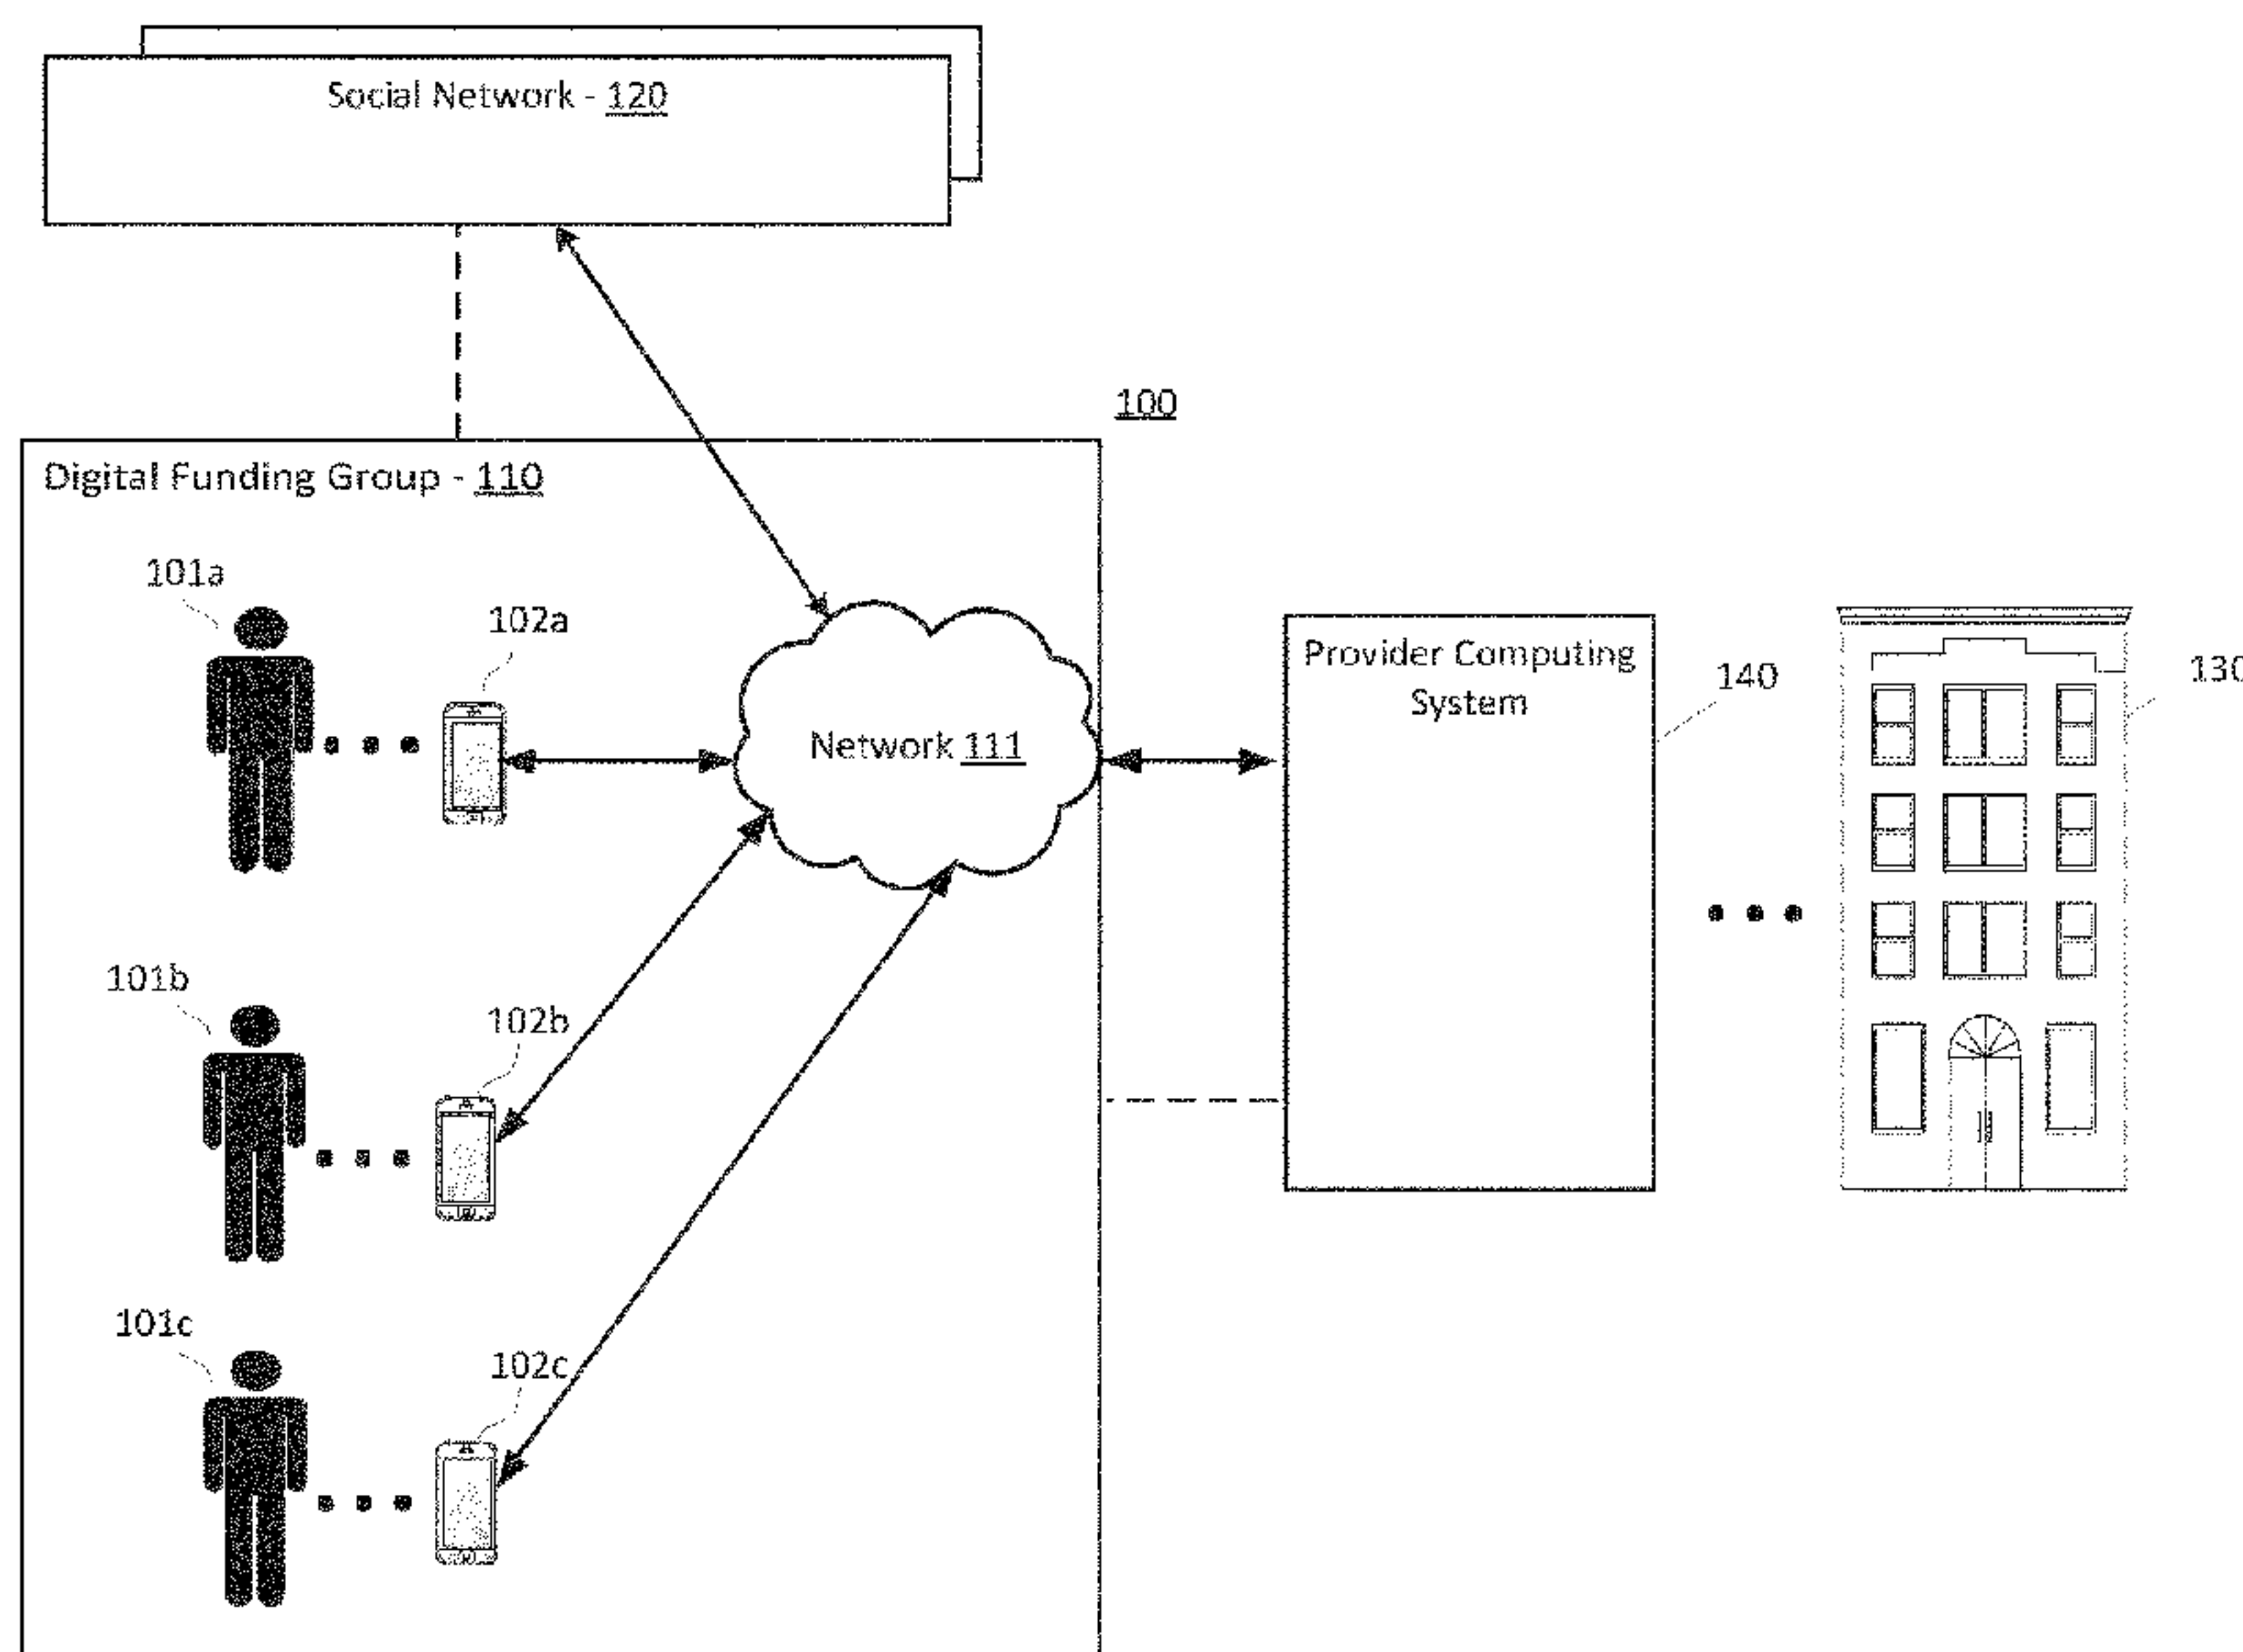 Social Network - 120
100
Digital Funding Group - 110
101a
102a
Network 111
Provider Computing
System
140
130
101b
102b
101c
102c